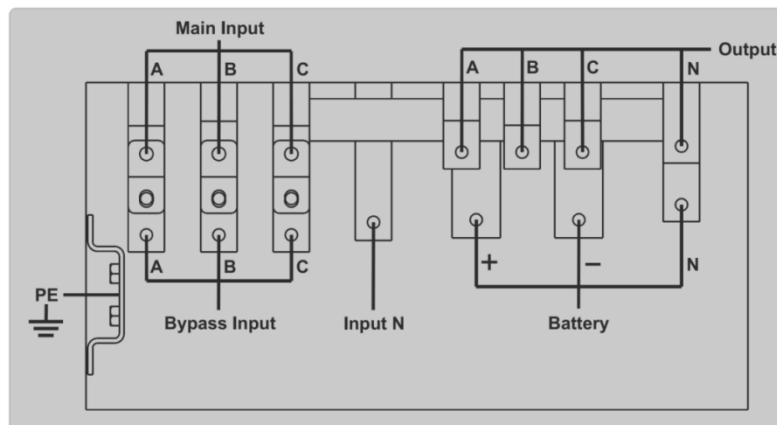 Main Input
Output
A B C
A B C N
A B C
+ − N
PE
Bypass Input
Input N
Battery